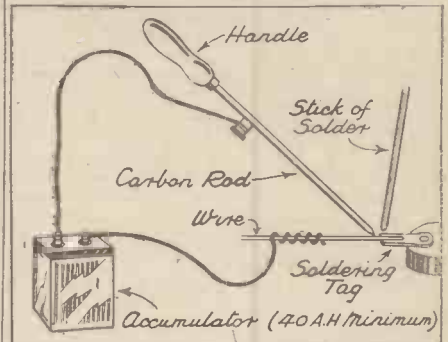 Handle
Stick of
Solder
Carbon Rod
Wire
Soldering
Tag
Accumulator (40 A.H Minimum)